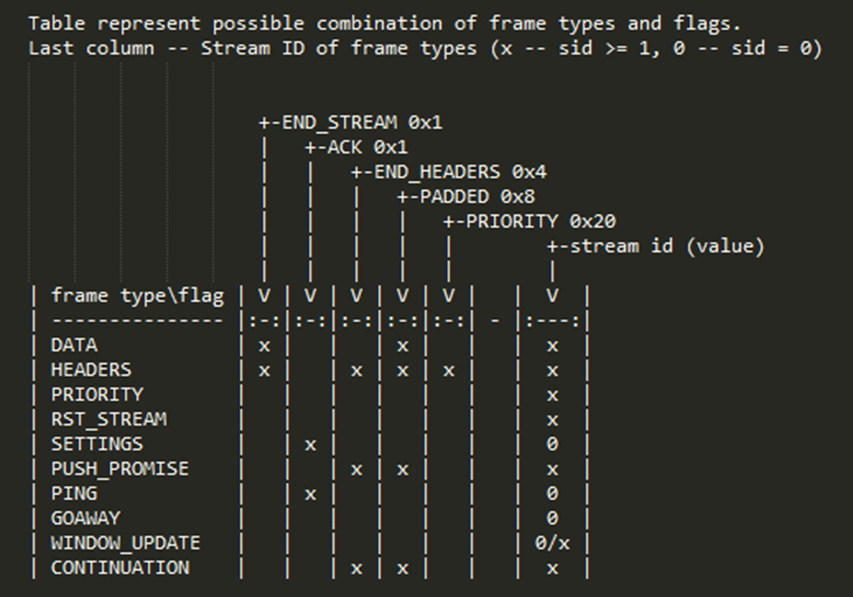 Table represent possible combination of frame types and flags.
Last column -- Stream ID of frame types (x -- sid >= 1, 0 -- sid = 0)
+-END_STREAM 0x1
|   +-ACK 0x1
|   |   +-END_HEADERS 0x4
|   |   |   +-PADDED 0x8
|   |   |   |   +-PRIORITY 0x20
|   |   |   |   |        +-stream id (value)
|   |   |   |   |        |
| frame type\flag | V | V | V | V | V |   |   V   |
| --------------- |:-:|:-:|:-:|:-:|:-:| - |:---:|
| DATA            | x |   |   | x |   |   |   x   |
| HEADERS         | x |   | x | x | x |   |   x   |
| PRIORITY        |   |   |   |   |   |   |   x   |
| RST_STREAM      |   |   |   |   |   |   |   x   |
| SETTINGS        |   | x |   |   |   |   |   0   |
| PUSH_PROMISE    |   |   | x | x |   |   |   x   |
| PING            |   | x |   |   |   |   |   0   |
| GOAWAY          |   |   |   |   |   |   |   0   |
| WINDOW_UPDATE   |   |   |   |   |   |   |  0/x  |
| CONTINUATION    |   |   | x | x |   |   |   x   |